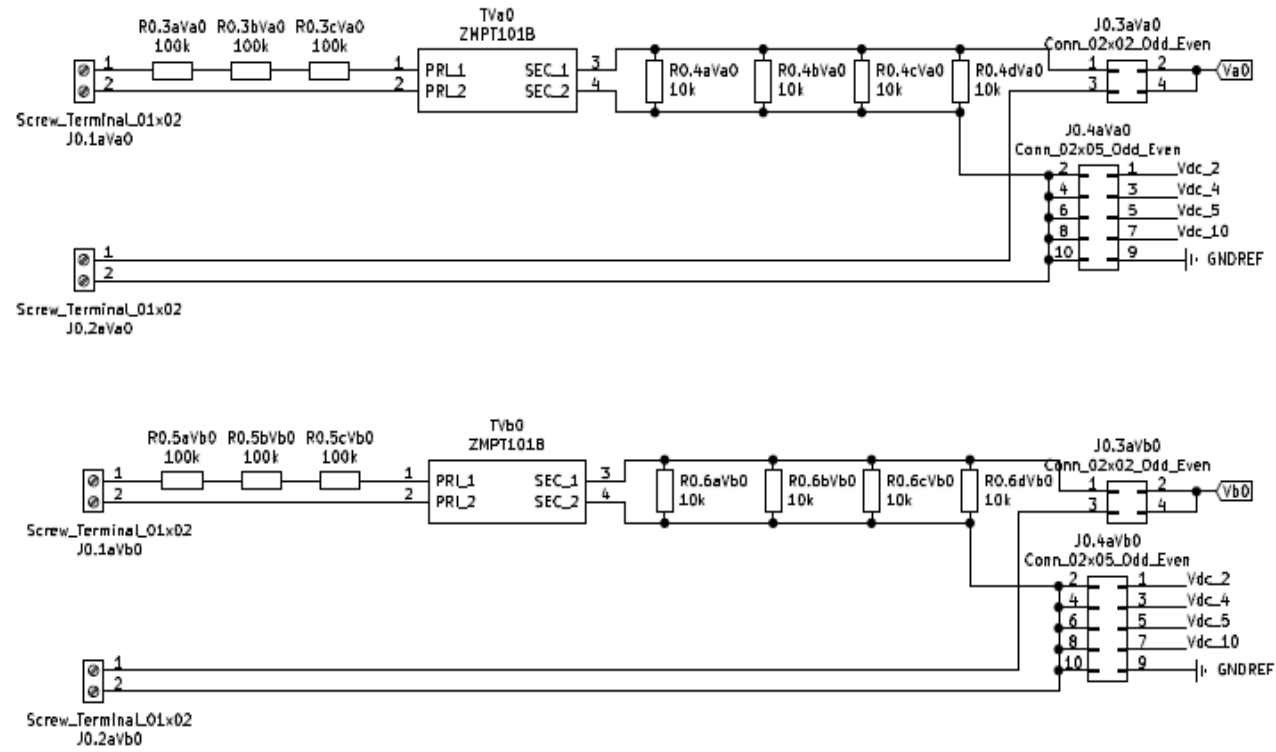 TVa0
ZMPT101B
R0.3aVa0 R0.3bVa0 R0.3cVa0
100k 100k 100k
J0.3aVa0
Conn_02x02_Odd_Even
1 1 PRI_1 SEC_1 3 1 2 Va0
2 2 PRI_2 SEC_2 4 3 4
R0.4aVa0 R0.4bVa0 R0.4cVa0 R0.4dVa0
10k 10k 10k 10k
Screw_Terminal_01x02
J0.1aVa0
J0.4aVa0
Conn_02x05_Odd_Even
2 1 Vdc_2
4 3 Vdc_4
6 5 Vdc_5
8 7 Vdc_10
10 9 GNDREF
1
2
Screw_Terminal_01x02
J0.2aVa0
TVb0
ZMPT101B
R0.5aVb0 R0.5bVb0 R0.5cVb0
100k 100k 100k
J0.3aVb0
Conn_02x02_Odd_Even
1 1 PRI_1 SEC_1 3 1 2 Vb0
2 2 PRI_2 SEC_2 4 3 4
R0.6aVb0 R0.6bVb0 R0.6cVb0 R0.6dVb0
10k 10k 10k 10k
Screw_Terminal_01x02
J0.1aVb0
J0.4aVb0
Conn_02x05_Odd_Even
2 1 Vdc_2
4 3 Vdc_4
6 5 Vdc_5
8 7 Vdc_10
10 9 GNDREF
1
2
Screw_Terminal_01x02
J0.2aVb0